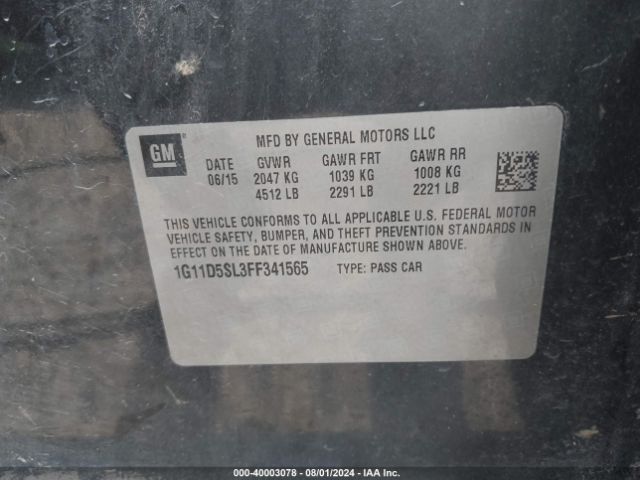 GM
MFD BY GENERAL MOTORS LLC
DATE GVWR GAWR FRT GAWR RR
06/15 2047 KG 1039 KG 1008 KG
4512 LB 2291 LB 2221 LB
THIS VEHICLE CONFORMS TO ALL APPLICABLE U.S. FEDERAL MOTOR
VEHICLE SAFETY, BUMPER, AND THEFT PREVENTION STANDARDS IN
EFFECT ON THE DATE OF MANUFACTURE SHOWN ABOVE.
1G11D5SL3FF341565 TYPE: PASS CAR
000 - 40003078 - 08/01/2024 - IAA Inc.